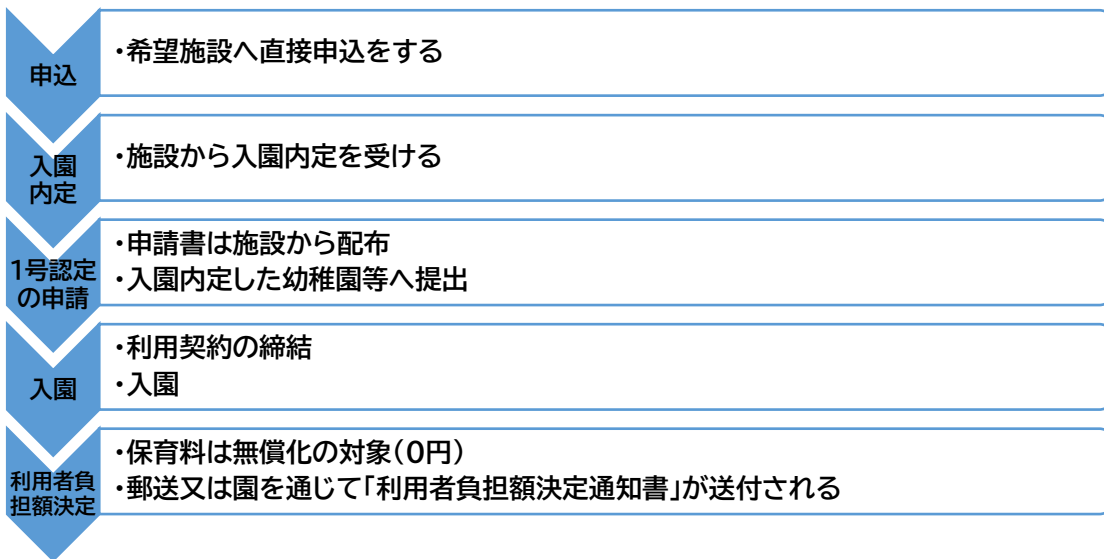 申込
・希望施設へ直接申込をする
入園
内定
・施設から入園内定を受ける
1号認定
の申請
・申請書は施設から配布
・入園内定した幼稚園等へ提出
入園
・利用契約の締結
・入園
利用者負
担額決定
・保育料は無償化の対象(0円)
・郵送又は園を通じて「利用者負担額決定通知書」が送付される